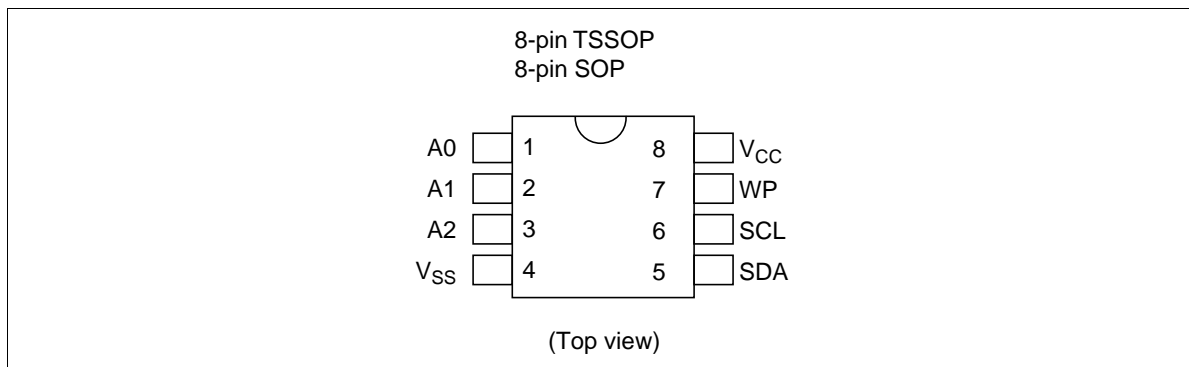 8-pin TSSOP
8-pin SOP
A0 1 8 VCC
A1 2 7 WP
A2 3 6 SCL
VSS 4 5 SDA
(Top view)